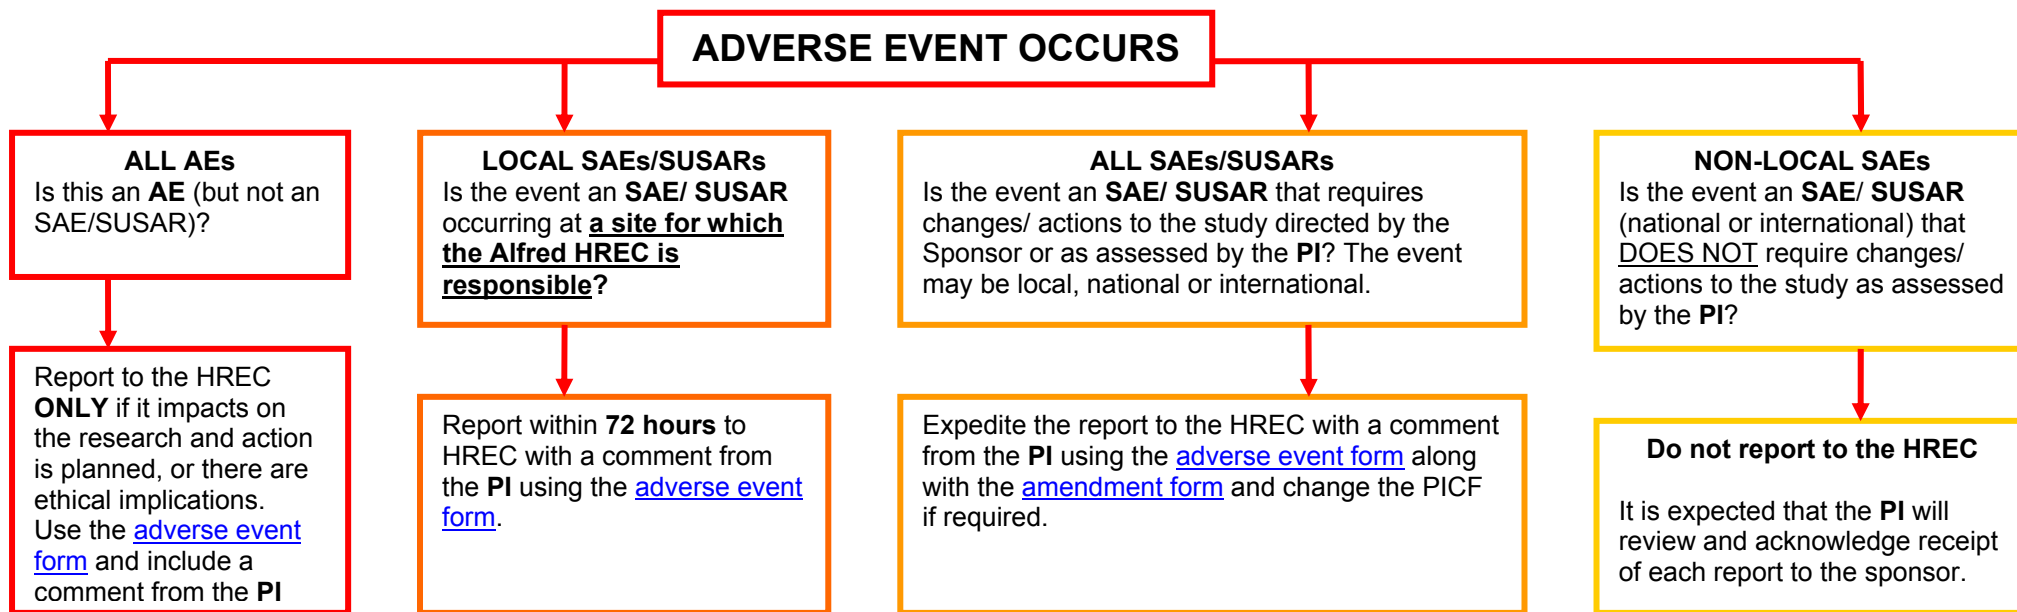 ADVERSE EVENT OCCURS
ALL AEs
Is this an AE (but not an
SAE/SUSAR)?
Report to the HREC
ONLY if it impacts on
the research and action
is planned, or there are
ethical implications.
Use the adverse event
form and include a
comment from the PI
LOCAL SAEs/SUSARs
Is the event an SAE/ SUSAR
occurring at a site for which
the Alfred HREC is
responsible?
Report within 72 hours to
HREC with a comment from
the PI using the adverse event
form.
ALL SAEs/SUSARs
Is the event an SAE/ SUSAR that requires
changes/ actions to the study directed by the
Sponsor or as assessed by the PI? The event
may be local, national or international.
Expedite the report to the HREC with a comment
from the PI using the adverse event form along
with the amendment form and change the PICF
if required.
NON-LOCAL SAEs
Is the event an SAE/ SUSAR
(national or international) that
DOES NOT require changes/
actions to the study as assessed
by the PI?
Do not report to the HREC
It is expected that the PI will
review and acknowledge receipt
of each report to the sponsor.